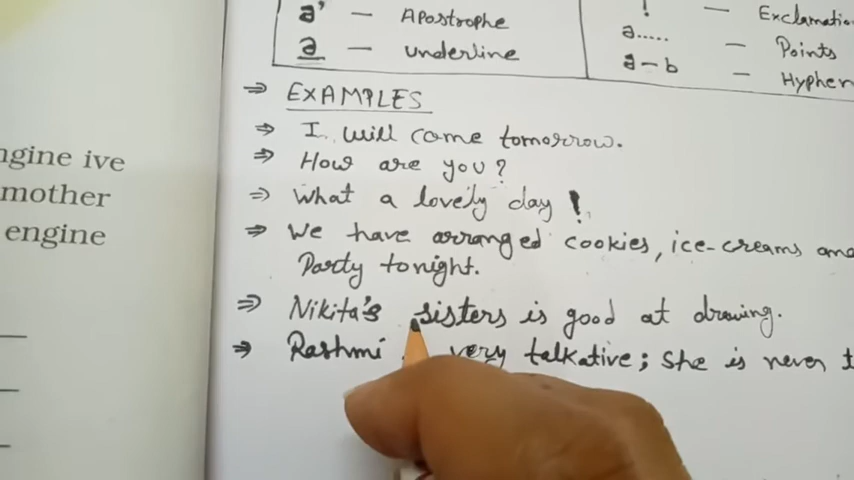 a' — Apostrophe
a — underline
! — Exclamatio
a..... — Points
a-b — Hyphen
ngine ive
mother
engine
⇒ EXAMPLES
⇒ I will come tomorrow.
⇒ How are you?
⇒ What a lovely day !
⇒ We have arranged cookies, ice-creams and
Party tonight.
⇒ Nikita's sisters is good at drawing.
⇒ Rashmi very talkative; she is never t